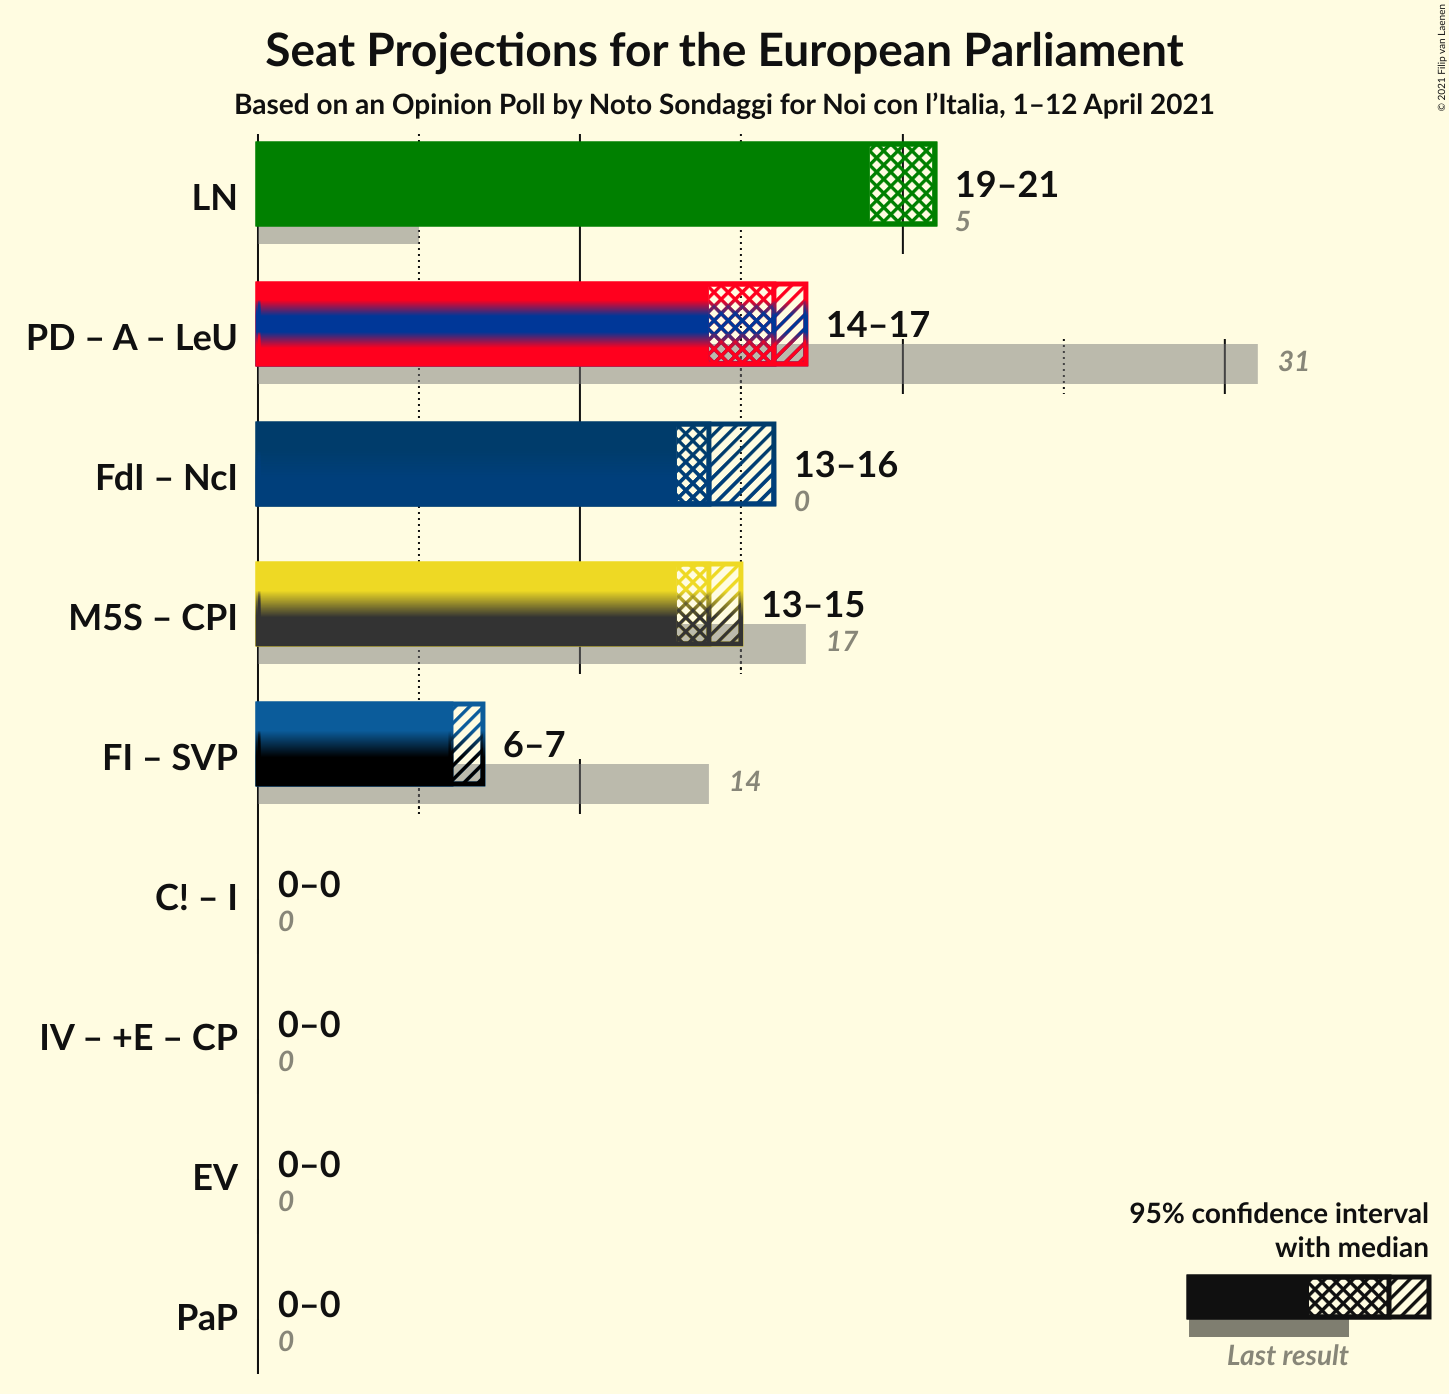 Seat Projections for the European Parliament
Based on an Opinion Poll by Noto Sondaggi for Noi con l’Italia, 1–12 April 2021
© 2021 Filip van Laenen
LN
19–21
5
PD – A – LeU
14–17
31
FdI – NcI
13–16
0
M5S – CPI
13–15
17
FI – SVP
6–7
14
C! – I
0–0
0
IV – +E – CP
0–0
0
EV
0–0
0
PaP
0–0
0
95% confidence interval
with median
Last result